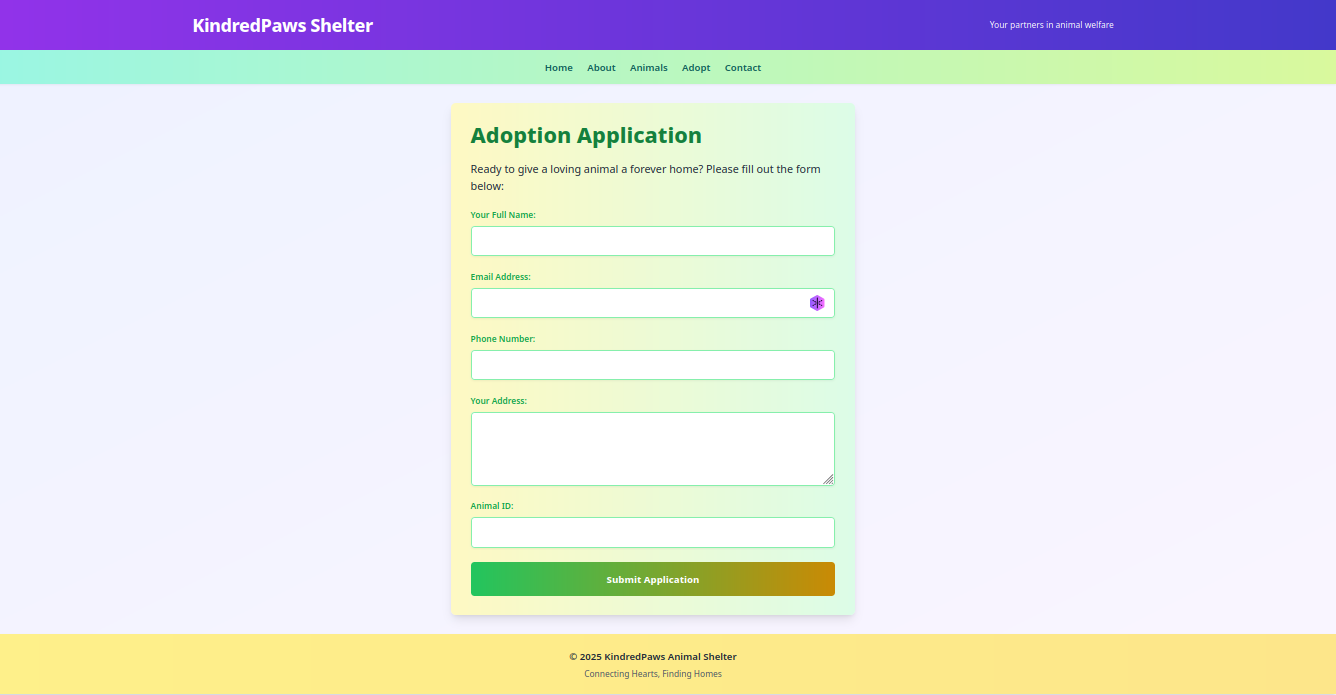 KindredPaws Shelter
Your partners in animal welfare
Home About Animals Adopt Contact
Adoption Application
Ready to give a loving animal a forever home? Please fill out the form
below:
Your Full Name:
Email Address:
Phone Number:
Your Address:
Animal ID:
Submit Application
© 2025 KindredPaws Animal Shelter
Connecting Hearts, Finding Homes